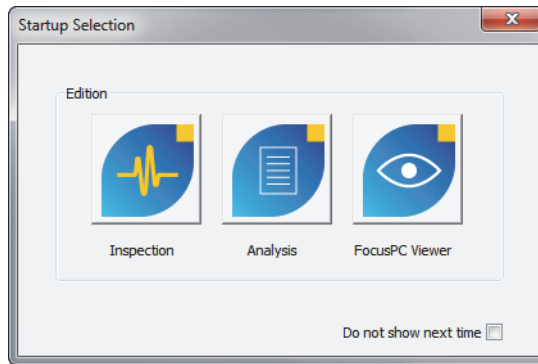 Startup Selection
Edition
Inspection Analysis FocusPC Viewer
Do not show next time